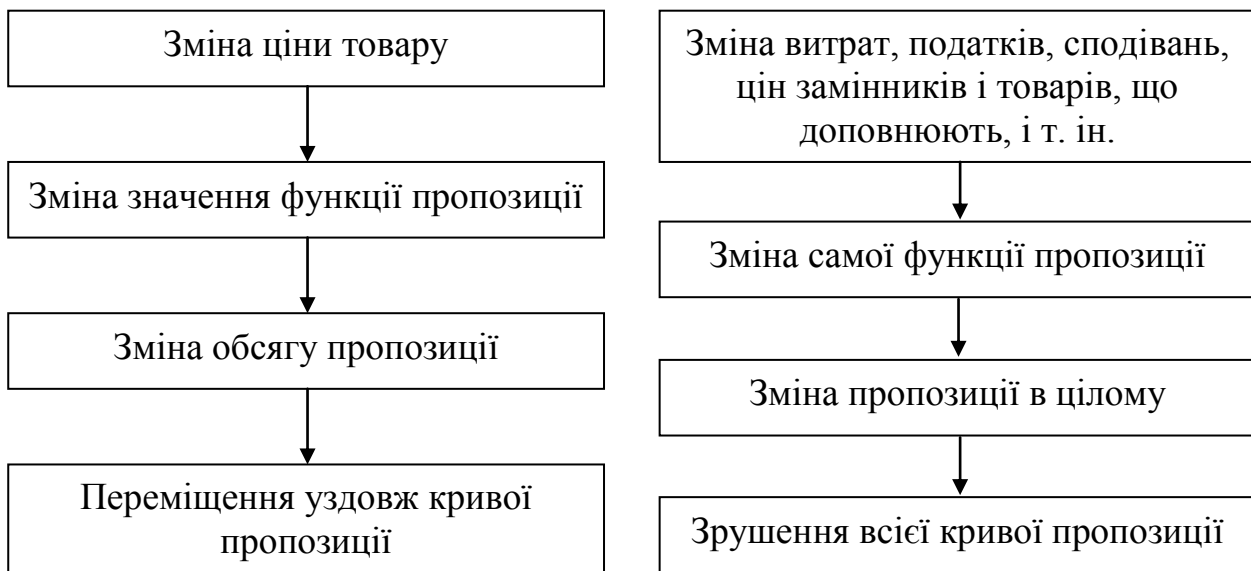 Зміна ціни товару
Зміна значення функції пропозиції
Зміна обсягу пропозиції
Переміщення уздовж кривої
пропозиції
Зміна витрат, податків, сподівань,
цін замінників і товарів, що
доповнюють, і т. ін.
Зміна самої функції пропозиції
Зміна пропозиції в цілому
Зрушення всієї кривої пропозиції